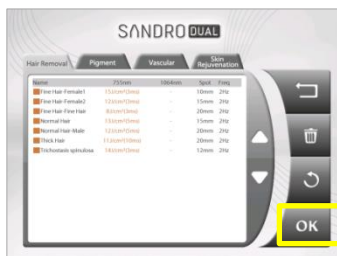 SANDRO DUAL
Hair Removal Pigment Vascular Skin Rejuvenation
Name 755nm 1064nm Spot Freq
Fine Hair-Female1 - 10mm 2Hz
Fine Hair-Female2 - 15mm 2Hz
Fine Hair-Fine Hair - 20mm 2Hz
Normal Hair - 15mm 2Hz
Normal Hair-Male - 20mm 2Hz
Thick Hair - 20mm 2Hz
Trichostasis spinulosa - 12mm 2Hz
OK